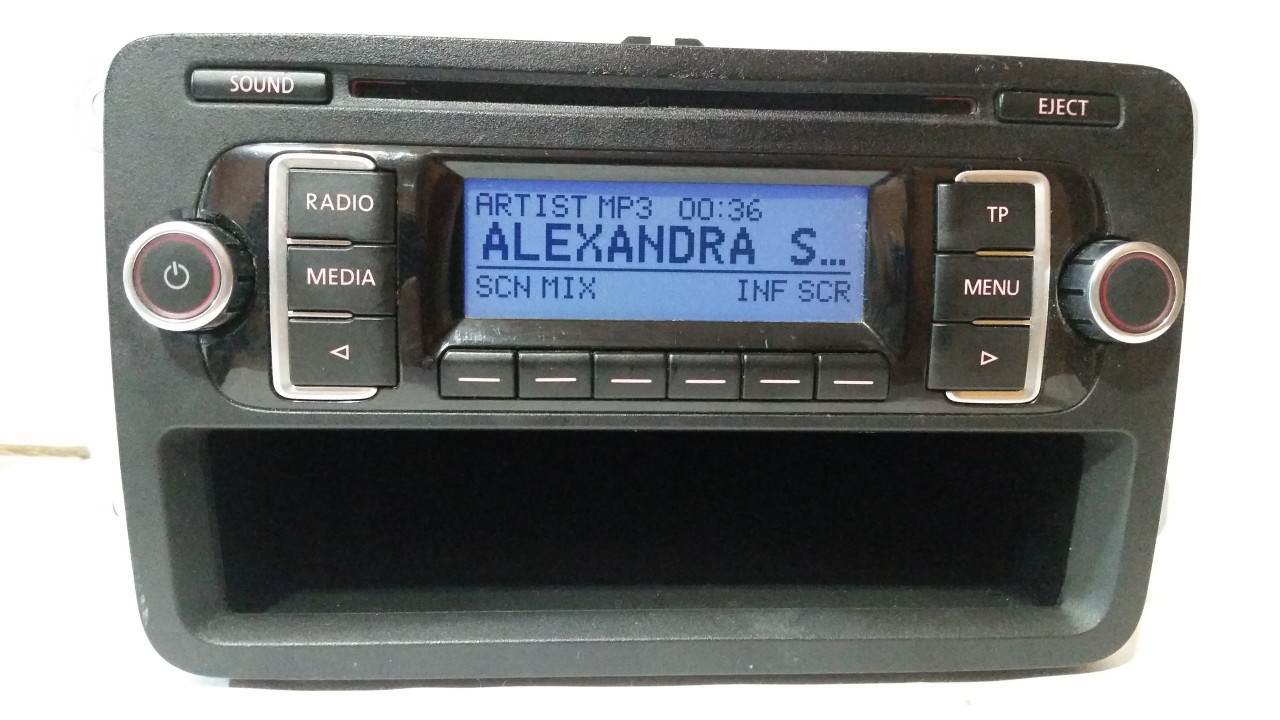 SOUND
EJECT
RADIO
MEDIA
ARTIST MP3 00:36
ALEXANDRA S...
SCN MIX INF SCR
TP
MENU